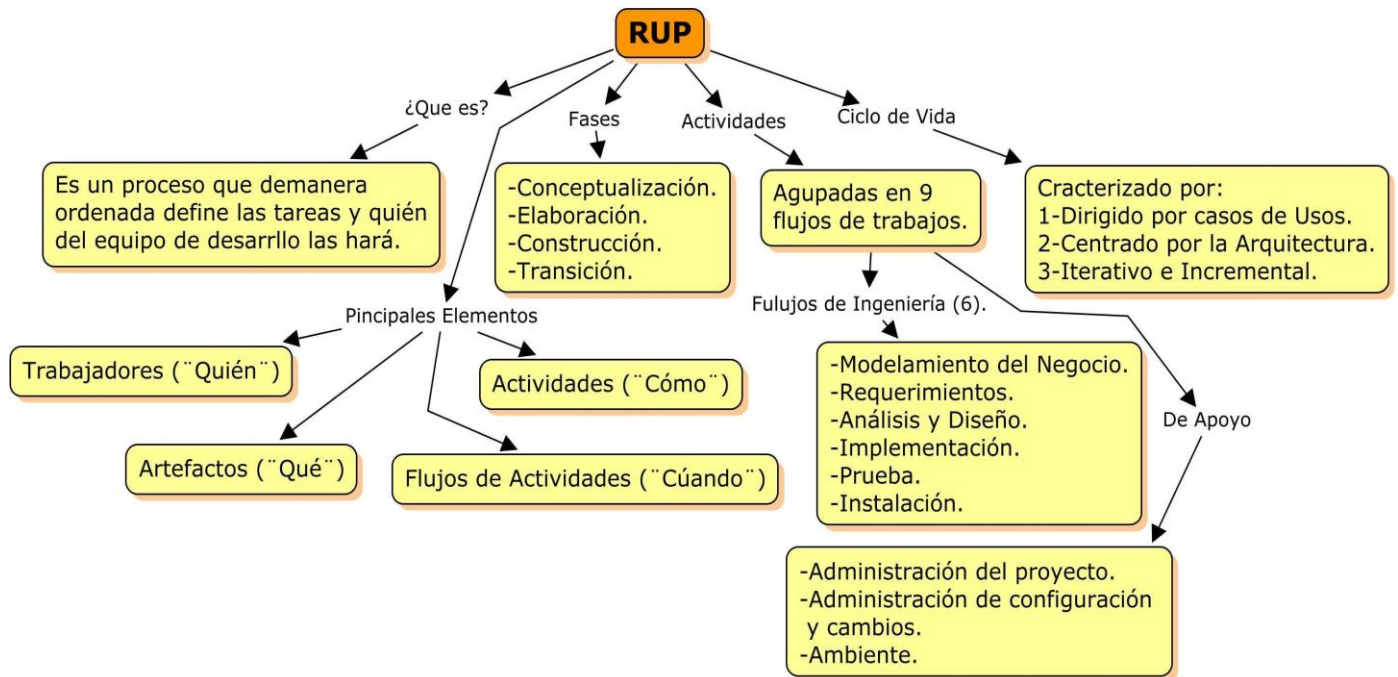 RUP
¿Que es?
Fases
Actividades
Ciclo de Vida
Es un proceso que demanera
ordenada define las tareas y quién
del equipo de desarrllo las hará.
-Conceptualización.
-Elaboración.
-Construcción.
-Transición.
Agupadas en 9
flujos de trabajos.
Cracterizado por:
1-Dirigido por casos de Usos.
2-Centrado por la Arquitectura.
3-Iterativo e Incremental.
Pincipales Elementos
Fulujos de Ingeniería (6).
Trabajadores (¨Quién¨)
Actividades (¨Cómo¨)
Artefactos (¨Qué¨)
Flujos de Actividades (¨Cúando¨)
-Modelamiento del Negocio.
-Requerimientos.
-Análisis y Diseño.
-Implementación.
-Prueba.
-Instalación.
De Apoyo
-Administración del proyecto.
-Administración de configuración
y cambios.
-Ambiente.